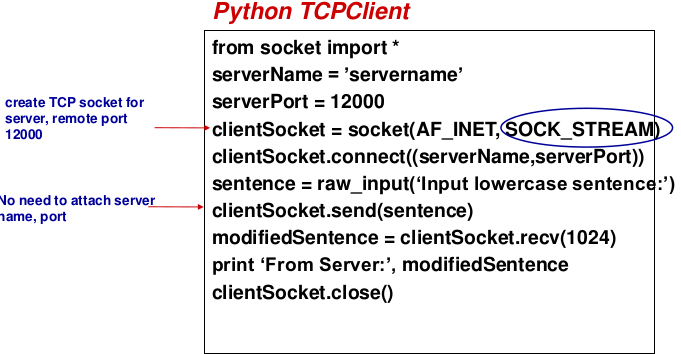 Python TCPClient
from socket import *
serverName = ’servername’
serverPort = 12000
create TCP socket for
server, remote port
12000
clientSocket = socket(AF_INET, SOCK_STREAM)
clientSocket.connect((serverName,serverPort))
sentence = raw_input(‘Input lowercase sentence:’)
No need to attach server
name, port
clientSocket.send(sentence)
modifiedSentence = clientSocket.recv(1024)
print ‘From Server:’, modifiedSentence
clientSocket.close()